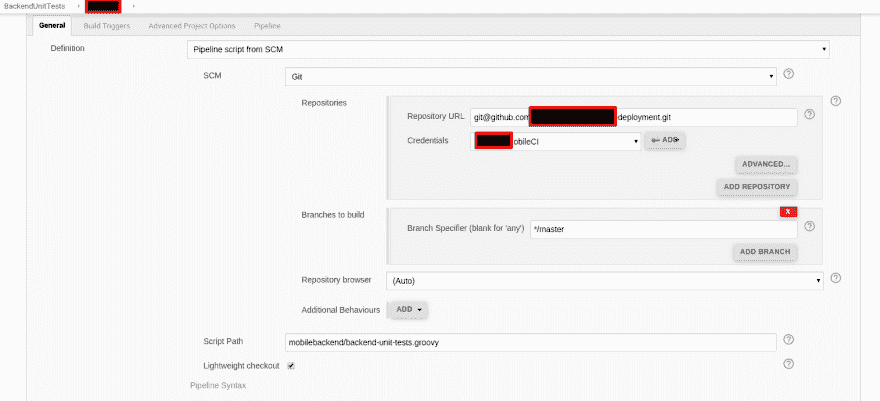 BackendUnitTests
General Build Triggers Advanced Project Options Pipeline
Definition Pipeline script from SCM
SCM Git
Repositories
Repository URL git@github.com -deployment.git
Credentials obileCI ADD
ADVANCED...
ADD REPOSITORY
Branches to build X
Branch Specifier (blank for 'any') */master
ADD BRANCH
Repository browser (Auto)
Additional Behaviours ADD
Script Path mobilebackend/backend-unit-tests.groovy
Lightweight checkout
Pipeline Syntax